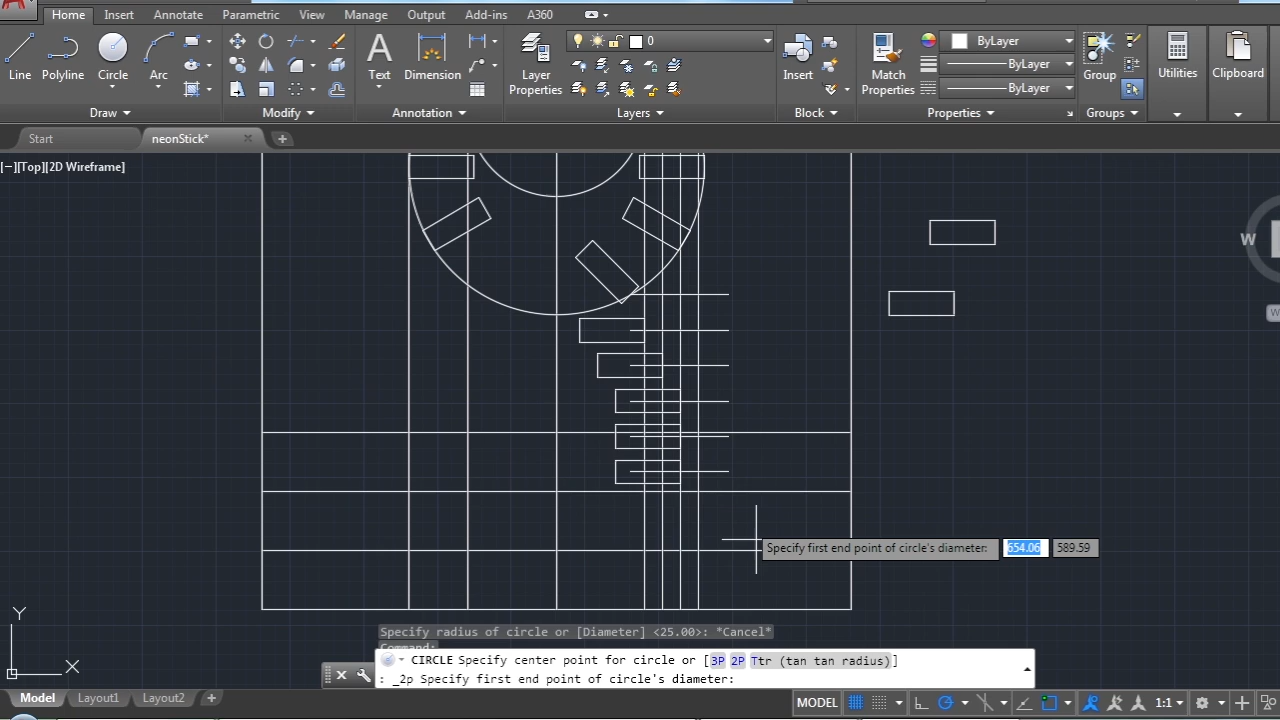 Home Insert Annotate Parametric View Manage Output Add-ins A360
Line Polyline Circle Arc Text Dimension Layer Properties 0 Insert Match Properties ByLayer ByLayer ByLayer Group Utilities Clipboard
Draw Modify Annotation Layers Block Properties Groups
Start neonStick*
[−][Top][2D Wireframe]
W
Specify first end point of circle's diameter: 654.06 589.59
Y
X
Specify radius of circle or [Diameter] <25.00>: *Cancel*
Command:
CIRCLE Specify center point for circle or [3P 2P Ttr (tan tan radius)]
: _2p Specify first end point of circle's diameter:
Model Layout1 Layout2 MODEL 1:1